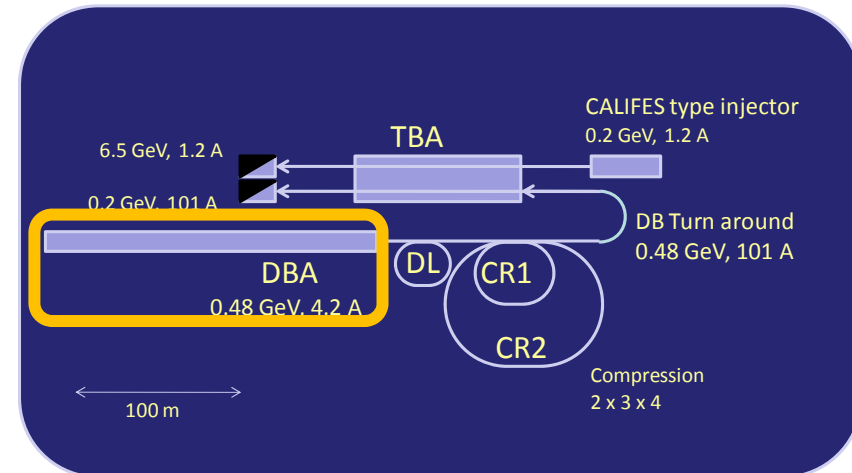 CALIFES type injector
0.2 GeV, 1.2 A
TBA
6.5 GeV, 1.2 A
0.2 GeV, 101 A
DB Turn around
0.48 GeV, 101 A
DBA
0.48 GeV, 4.2 A
DL
CR1
CR2
Compression
2 x 3 x 4
100 m